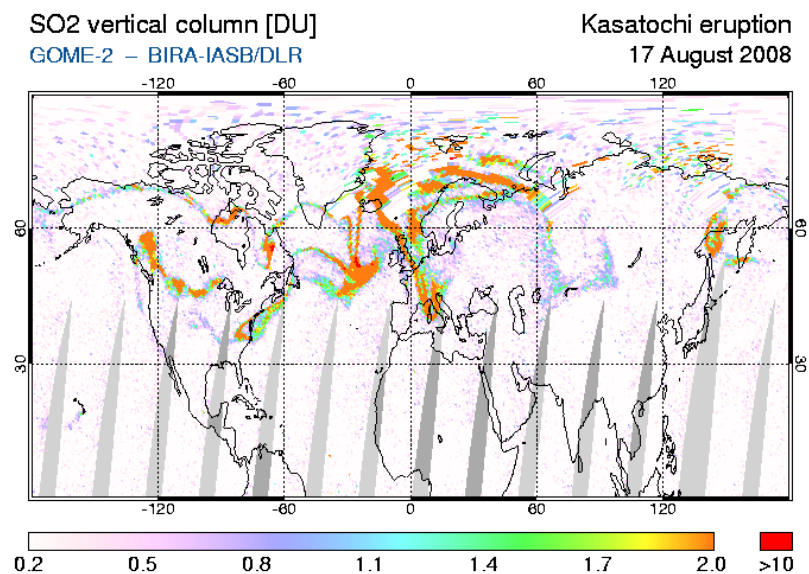 SO2 vertical column [DU]
Kasatochi eruption
GOME-2 – BIRA-IASB/DLR
17 August 2008
-120 -60 0 60 120
60 60
30 30
-120 -60 0 60 120
0.2 0.5 0.8 1.1 1.4 1.7 2.0 >10